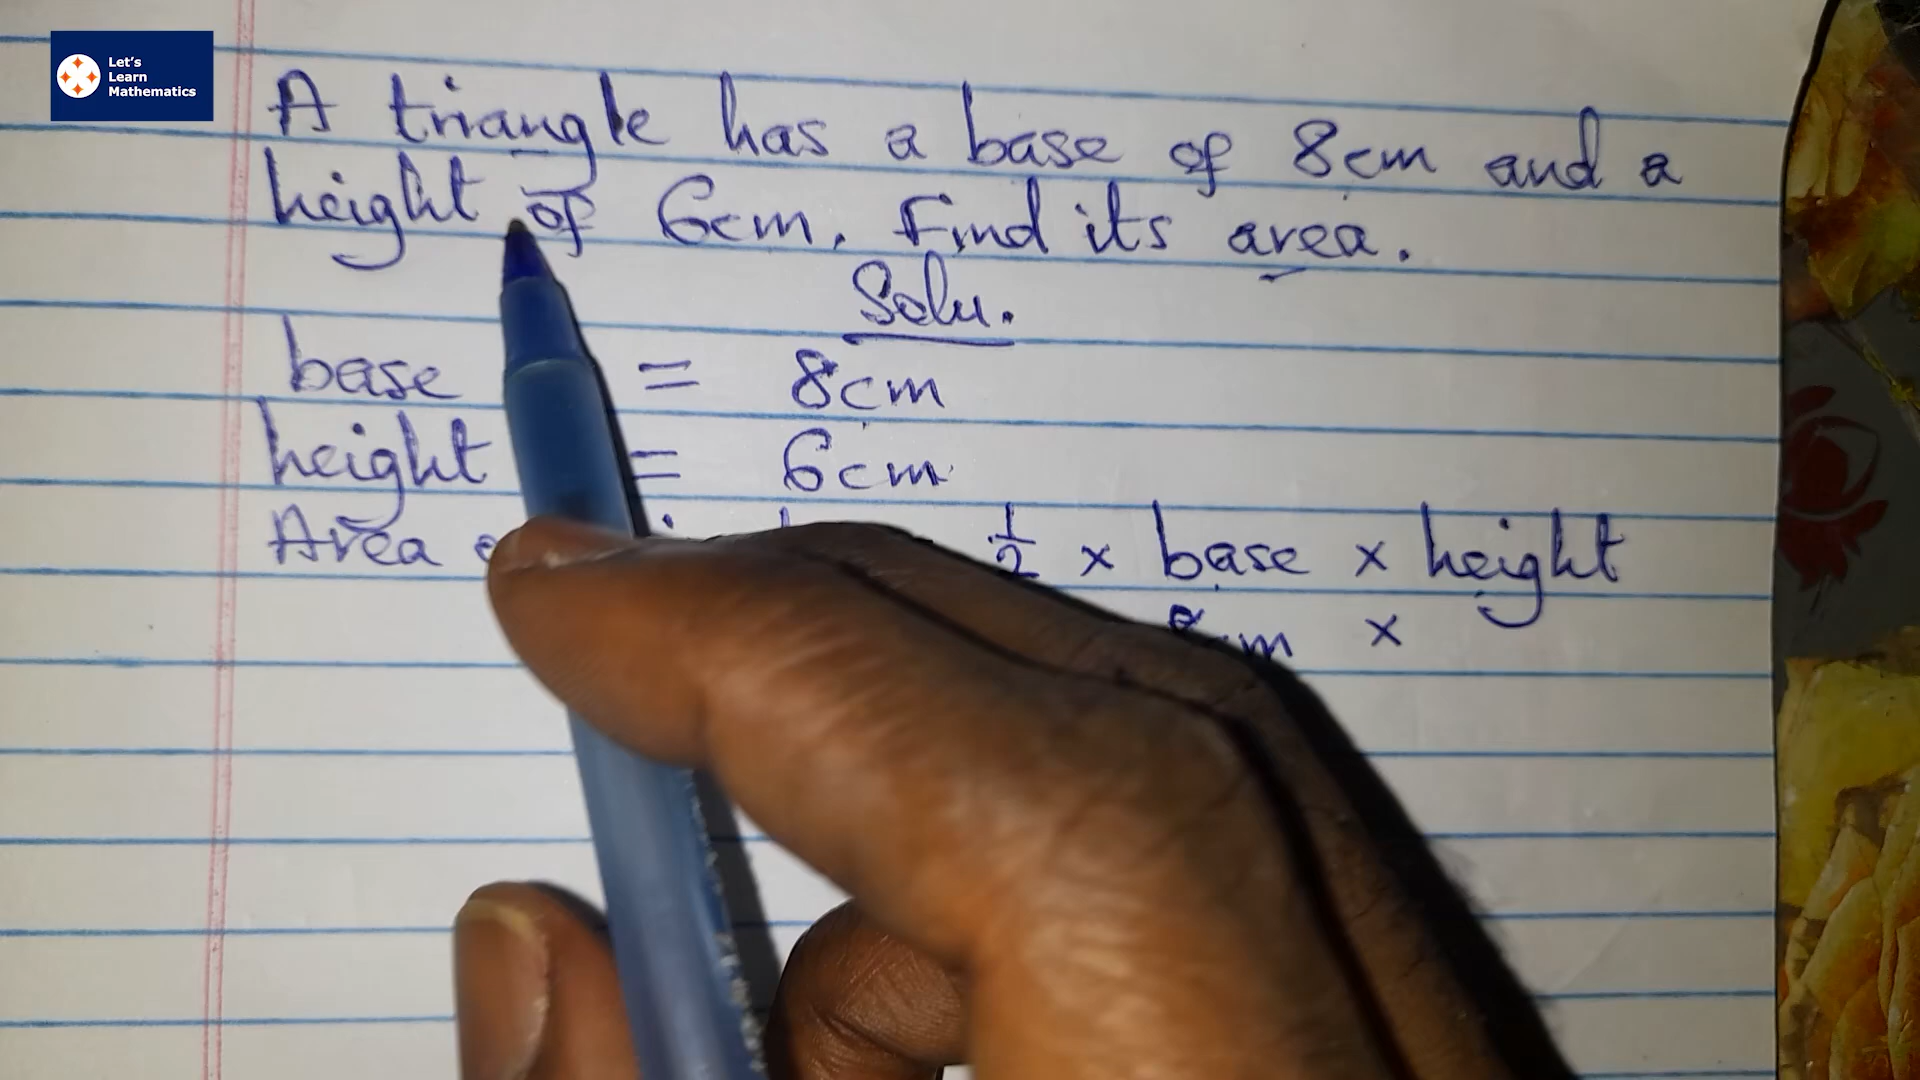 Let's
Learn
Mathematics
A triangle has a base of 8cm and a
height of 6cm. Find its area.
Solu.
base = 8cm
height = 6cm
Area 1/2 × base × height
8cm ×